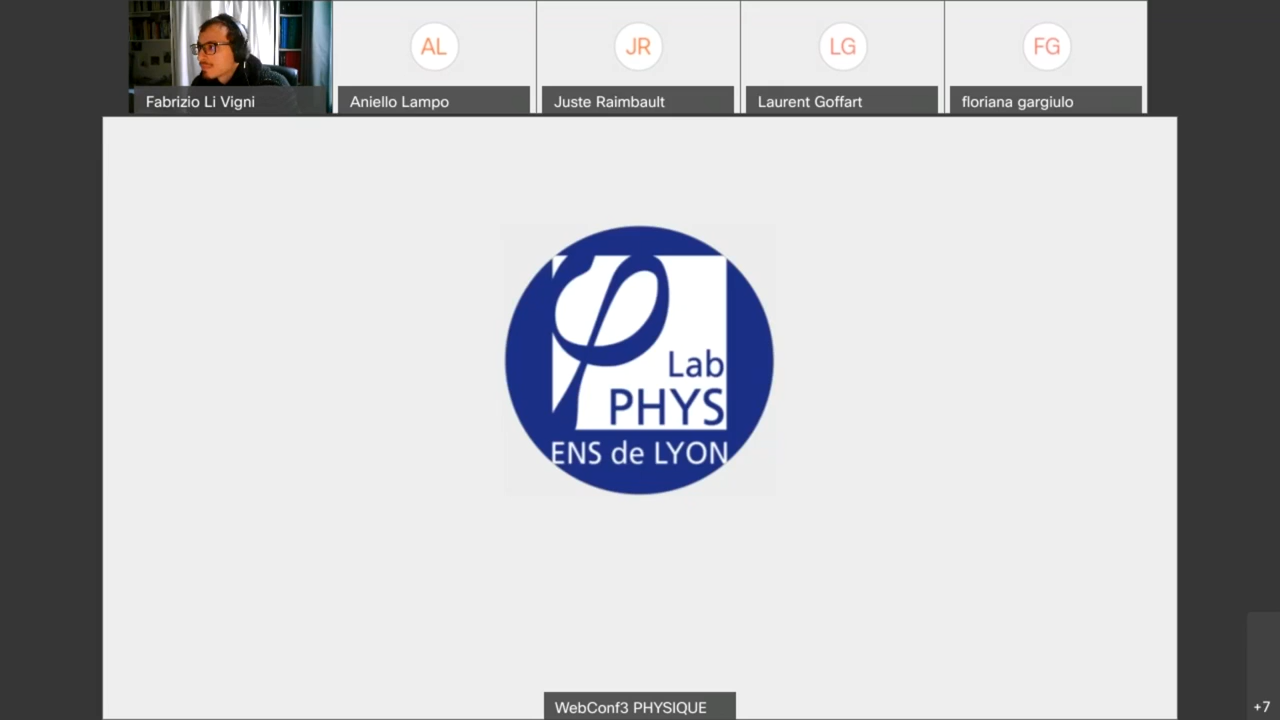 AL
JR
LG
FG
Fabrizio Li Vigni
Aniello Lampo
Juste Raimbault
Laurent Goffart
floriana gargiulo
φ
Lab
PHYS
ENS de LYON
WebConf3 PHYSIQUE
+7